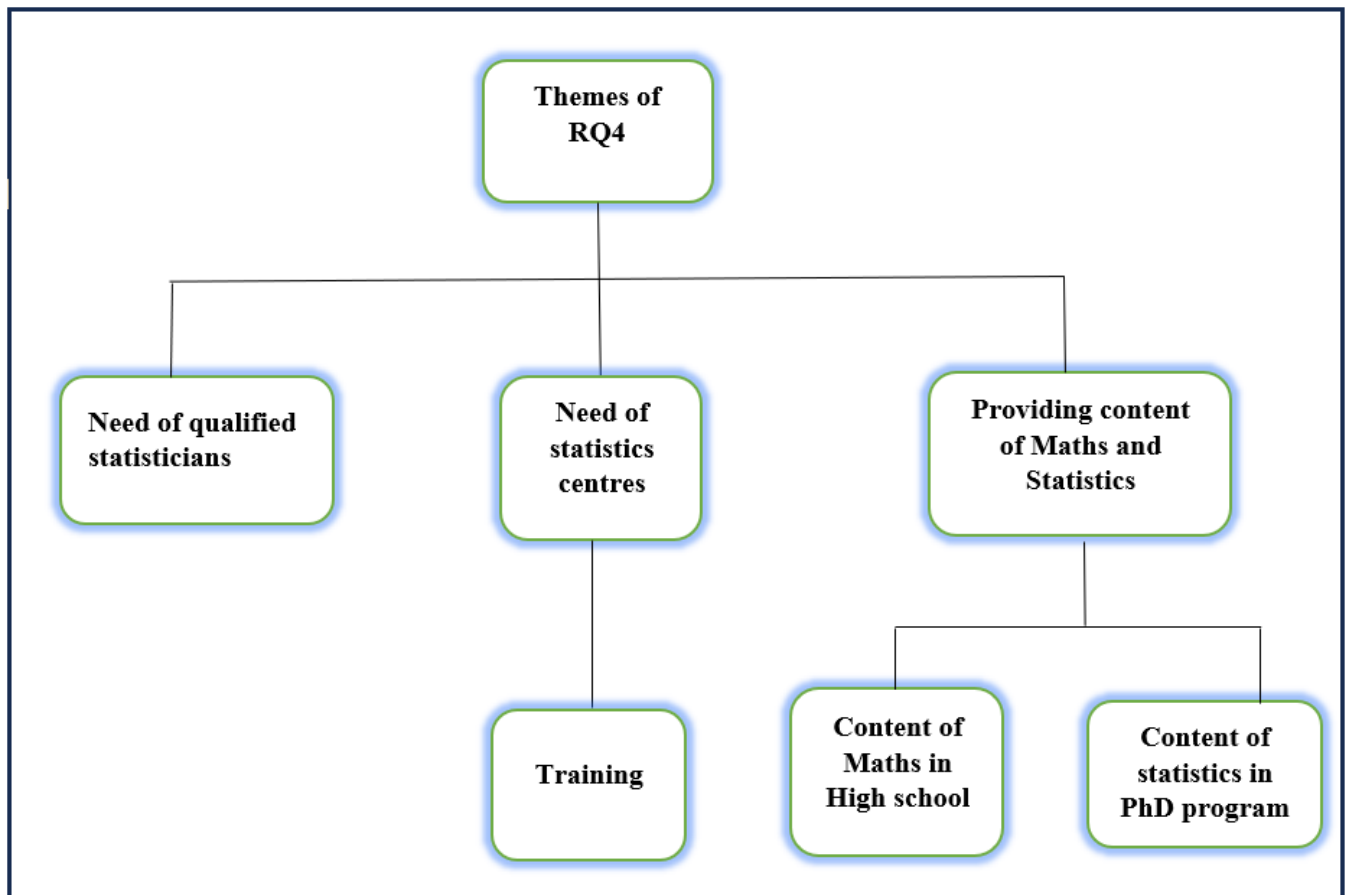 Themes of
RQ4
Need of qualified
statisticians
Need of
statistics
centres
Providing content
of Maths and
Statistics
Training
Content of
Maths in
High school
Content of
statistics in
PhD program